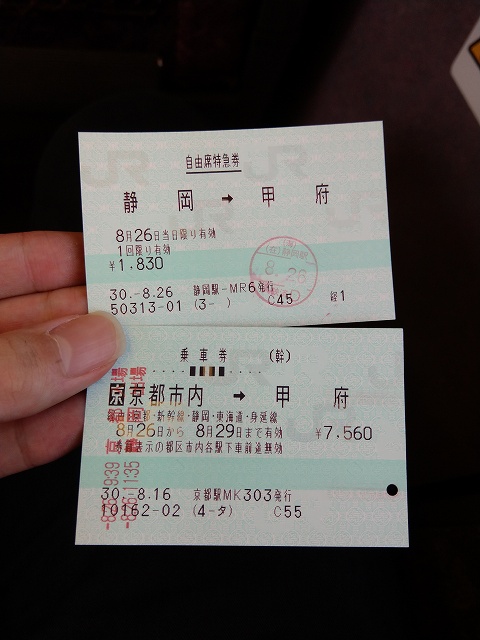 自由席特急券
静岡 → 甲府
8月26日当日限り有効
1回限り有効
¥1,830
30.-8.26 静岡駅-MR6発行
50313-01 (3- ) C45 経1
8.26
乗車券 (幹)
京都市内 → 甲府
・新幹線・静岡・東海道・身延線
8月26日から 8月29日まで有効 ¥7,560
表示の都区市内各駅下車前途無効
30.-8.16 京都駅MK303発行
10162-02 (4-タ) C55